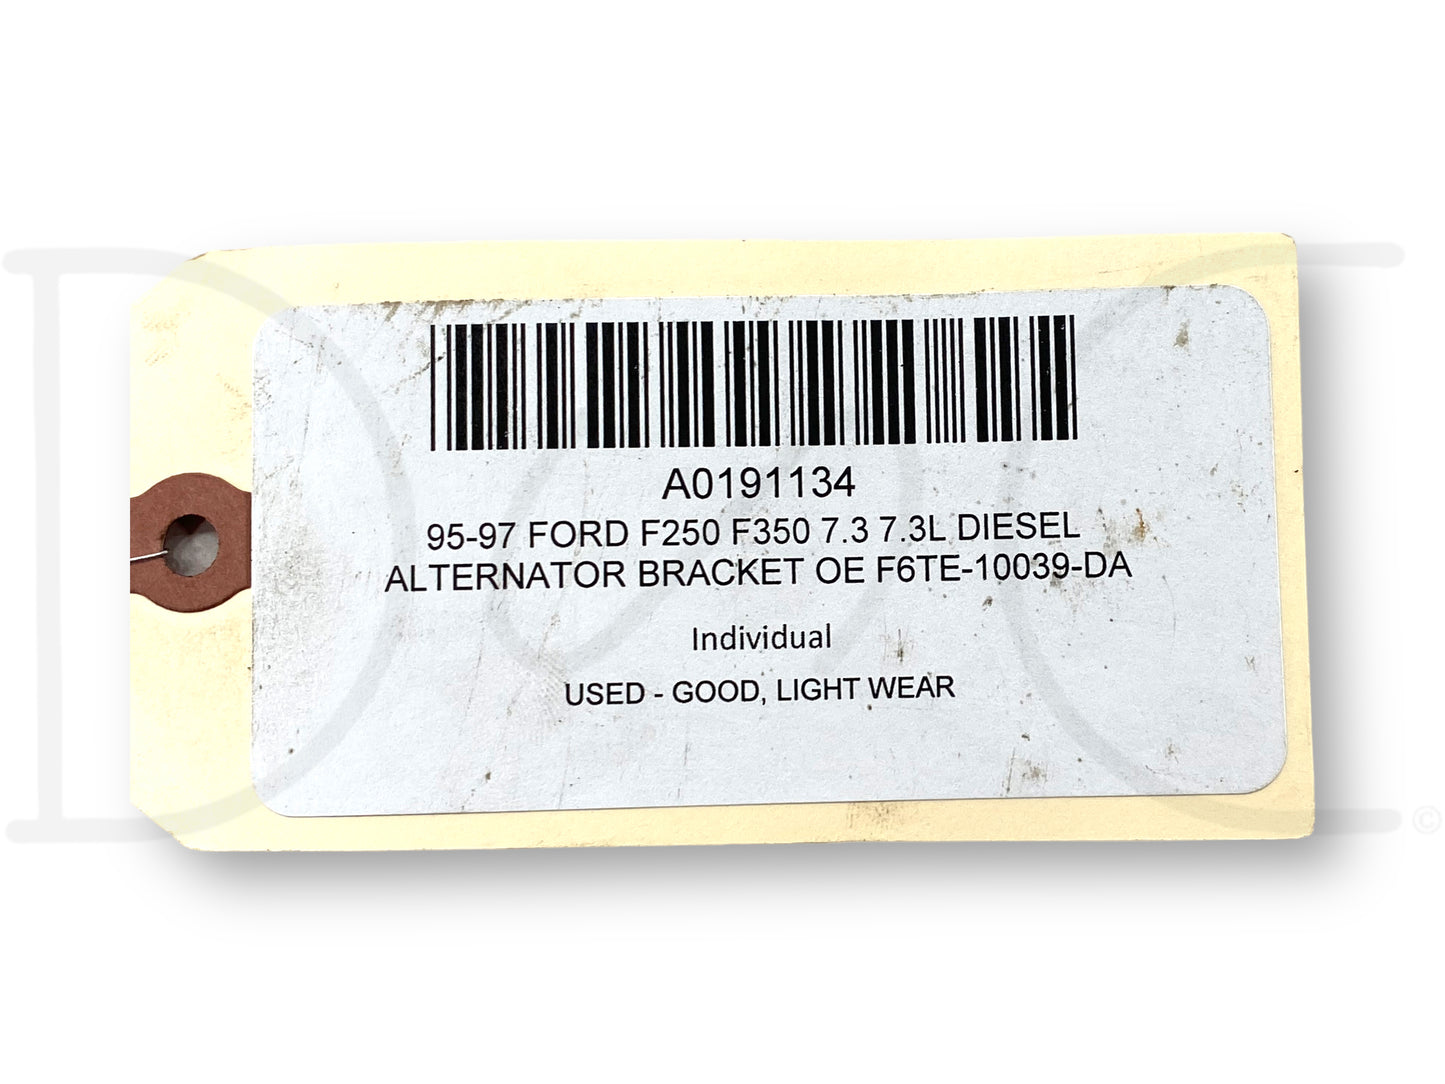 A0191134
95-97 FORD F250 F350 7.3 7.3L DIESEL
ALTERNATOR BRACKET OE F6TE-10039-DA
Individual
USED - GOOD, LIGHT WEAR
©